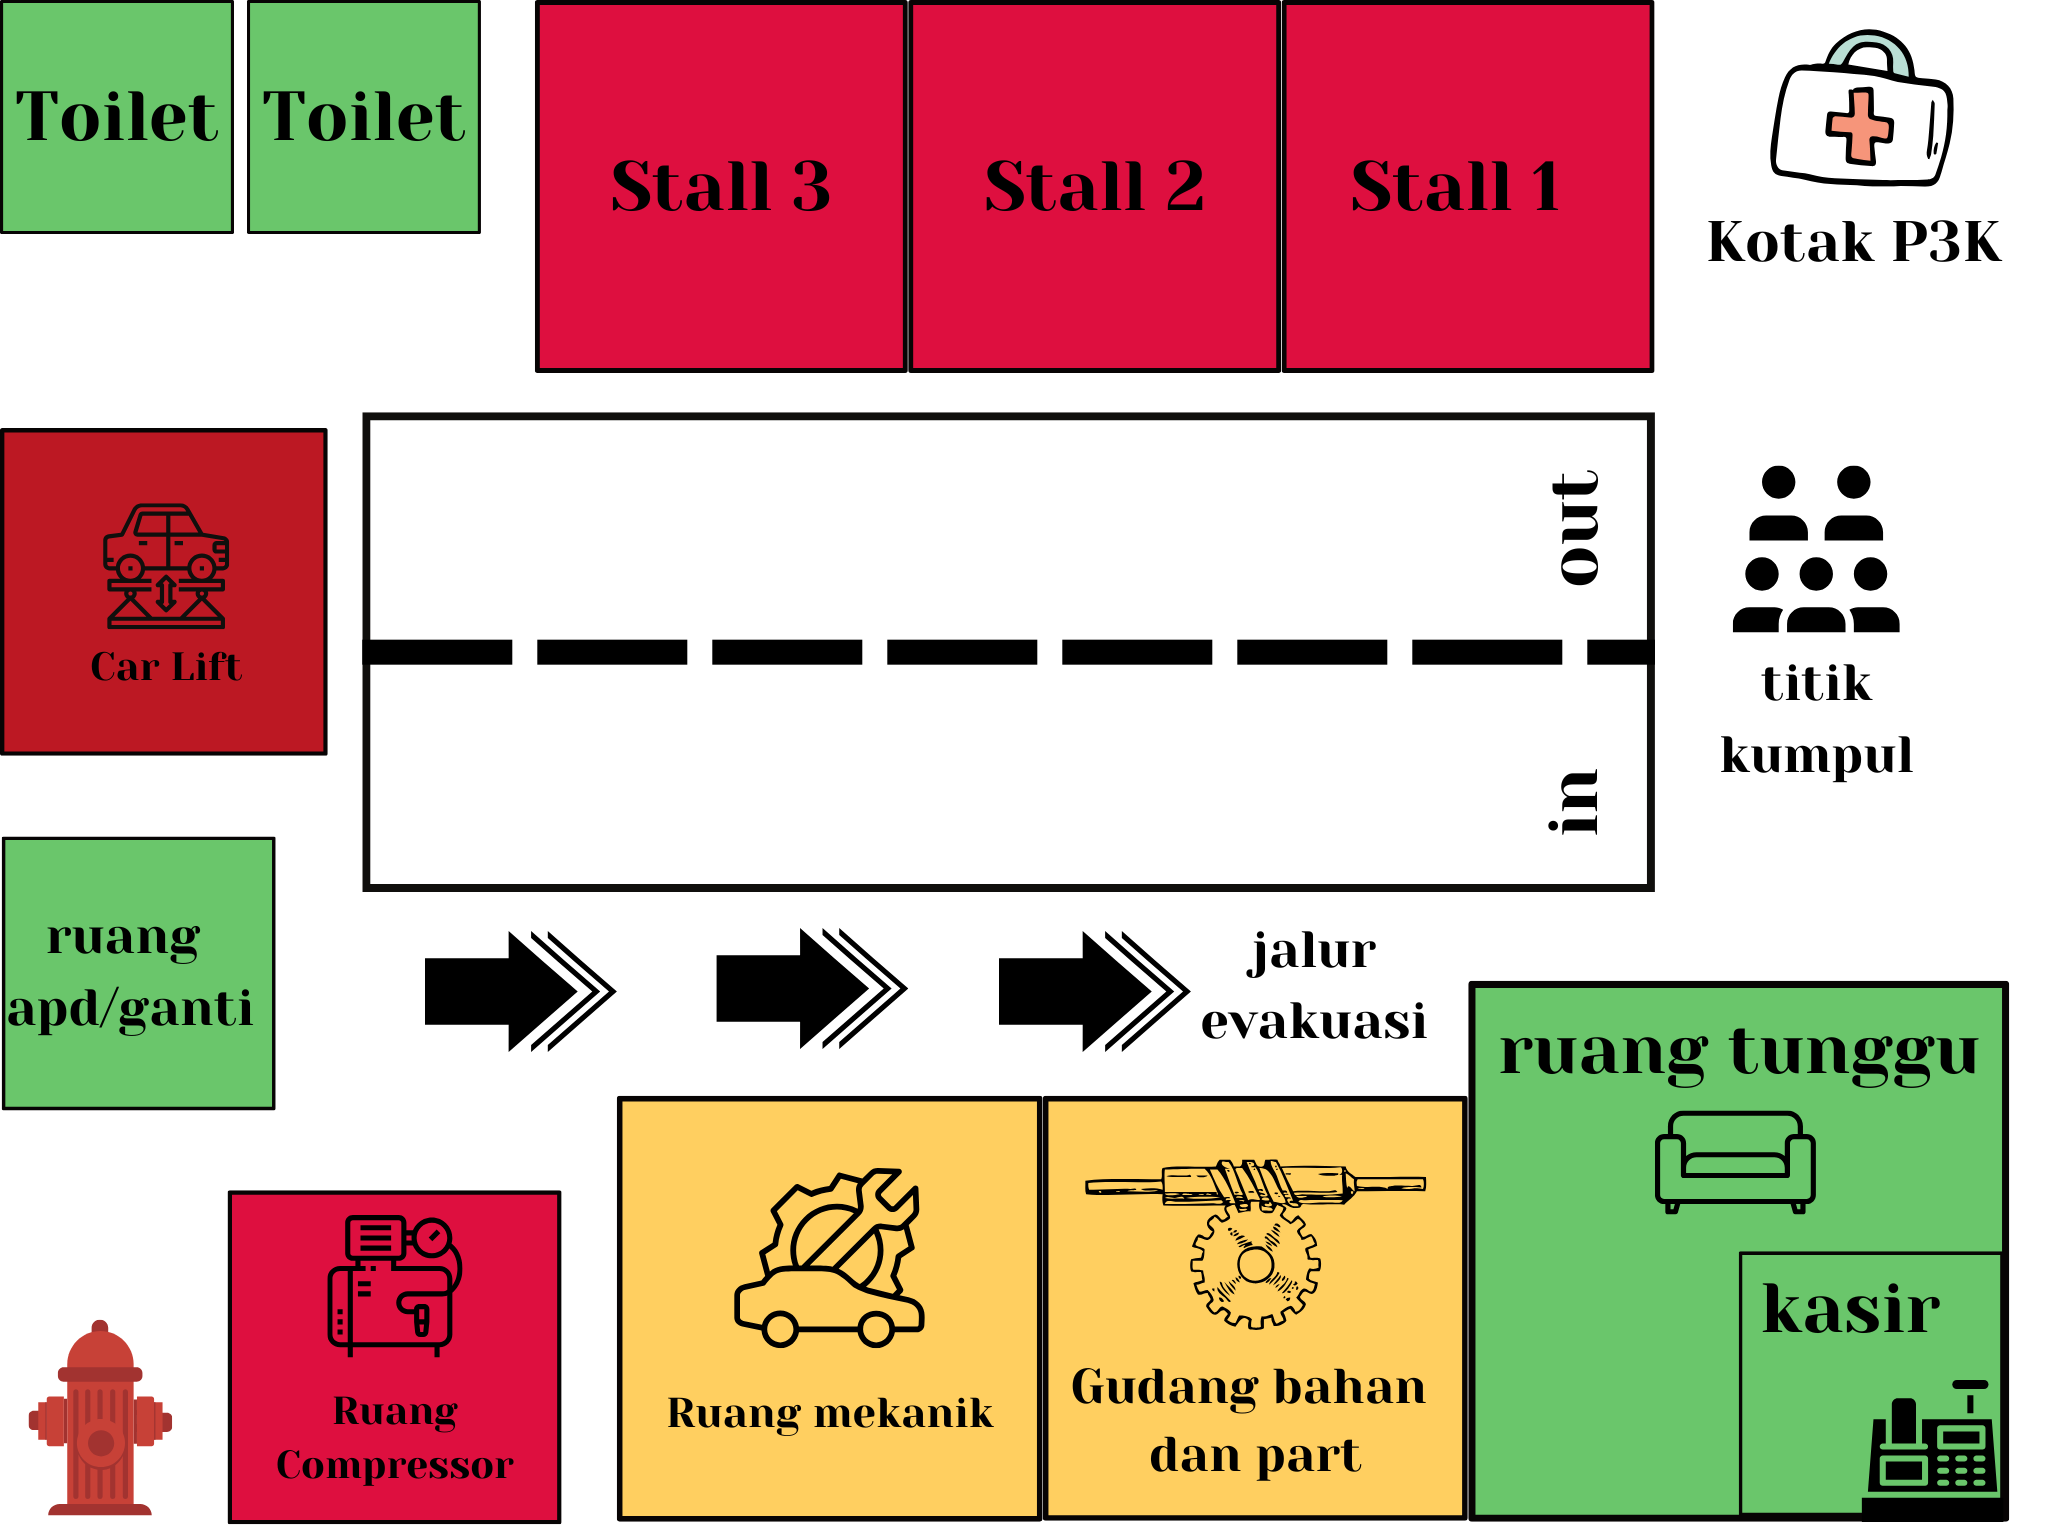 Toilet
Toilet
Stall 3
Stall 2
Stall 1
Kotak P3K
Car Lift
out
in
titik
kumpul
ruang
apd/ganti
jalur
evakuasi
ruang tunggu
kasir
Ruang
Compressor
Ruang mekanik
Gudang bahan
dan part